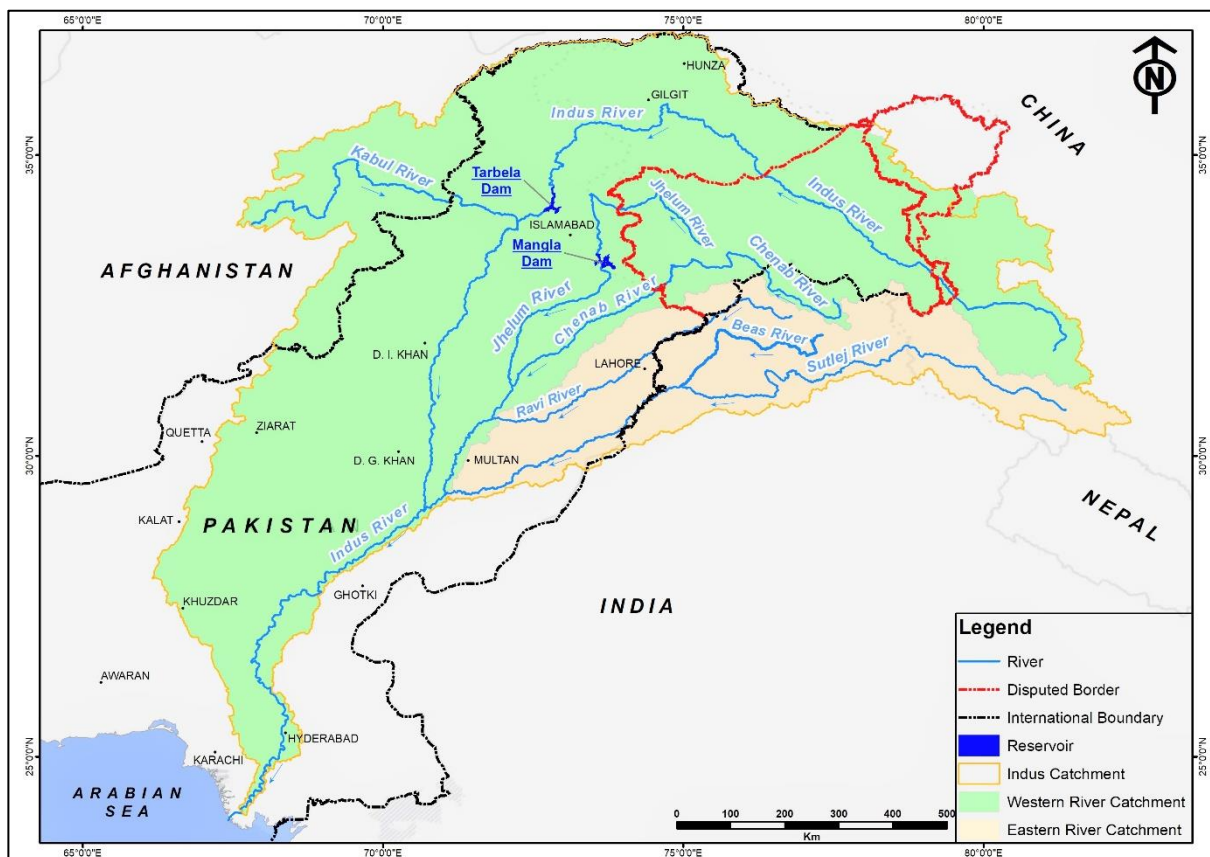 65°0'0"E
70°0'0"E
75°0'0"E
80°0'0"E
N
CHINA
HUNZA
GILGIT
Indus River
35°0'0"N
35°0'0"N
Kabul River
Tarbela
Dam
Jhelum River
Indus River
ISLAMABAD
Mangla
Dam
Chenab River
AFGHANISTAN
Jhelum River
Chenab River
Beas River
Sutlej River
D. I. KHAN
LAHORE
Ravi River
QUETTA
ZIARAT
30°0'0"N
30°0'0"N
D. G. KHAN
MULTAN
NEPAL
KALAT
PAKISTAN
Indus River
GHOTKI
KHUZDAR
INDIA
AWARAN
HYDERABAD
KARACHI
25°0'0"N
25°0'0"N
ARABIAN
SEA
Legend
River
Disputed Border
International Boundary
Reservoir
Indus Catchment
Western River Catchment
Eastern River Catchment
0 100 200 300 400 500
Km
65°0'0"E
70°0'0"E
75°0'0"E
80°0'0"E